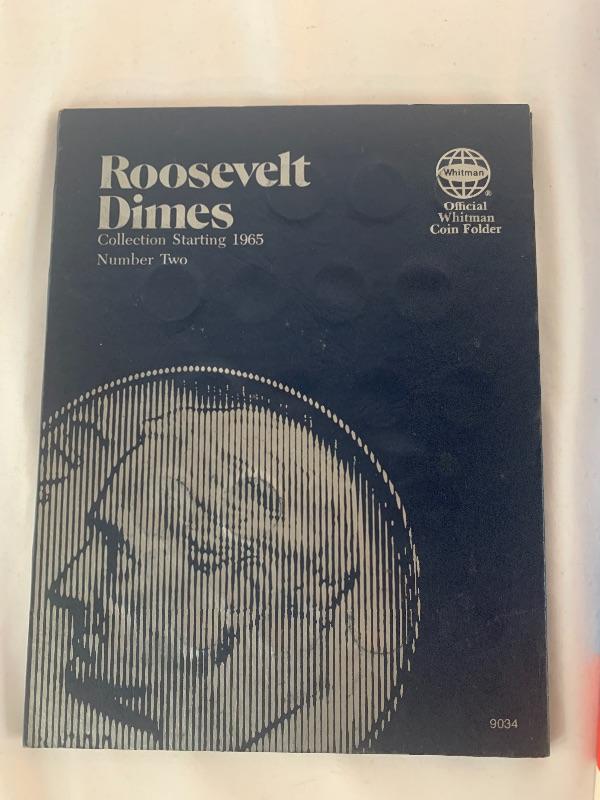 Roosevelt
Dimes
Collection Starting 1965
Number Two
Whitman
®
Official
Whitman
Coin Folder
9034